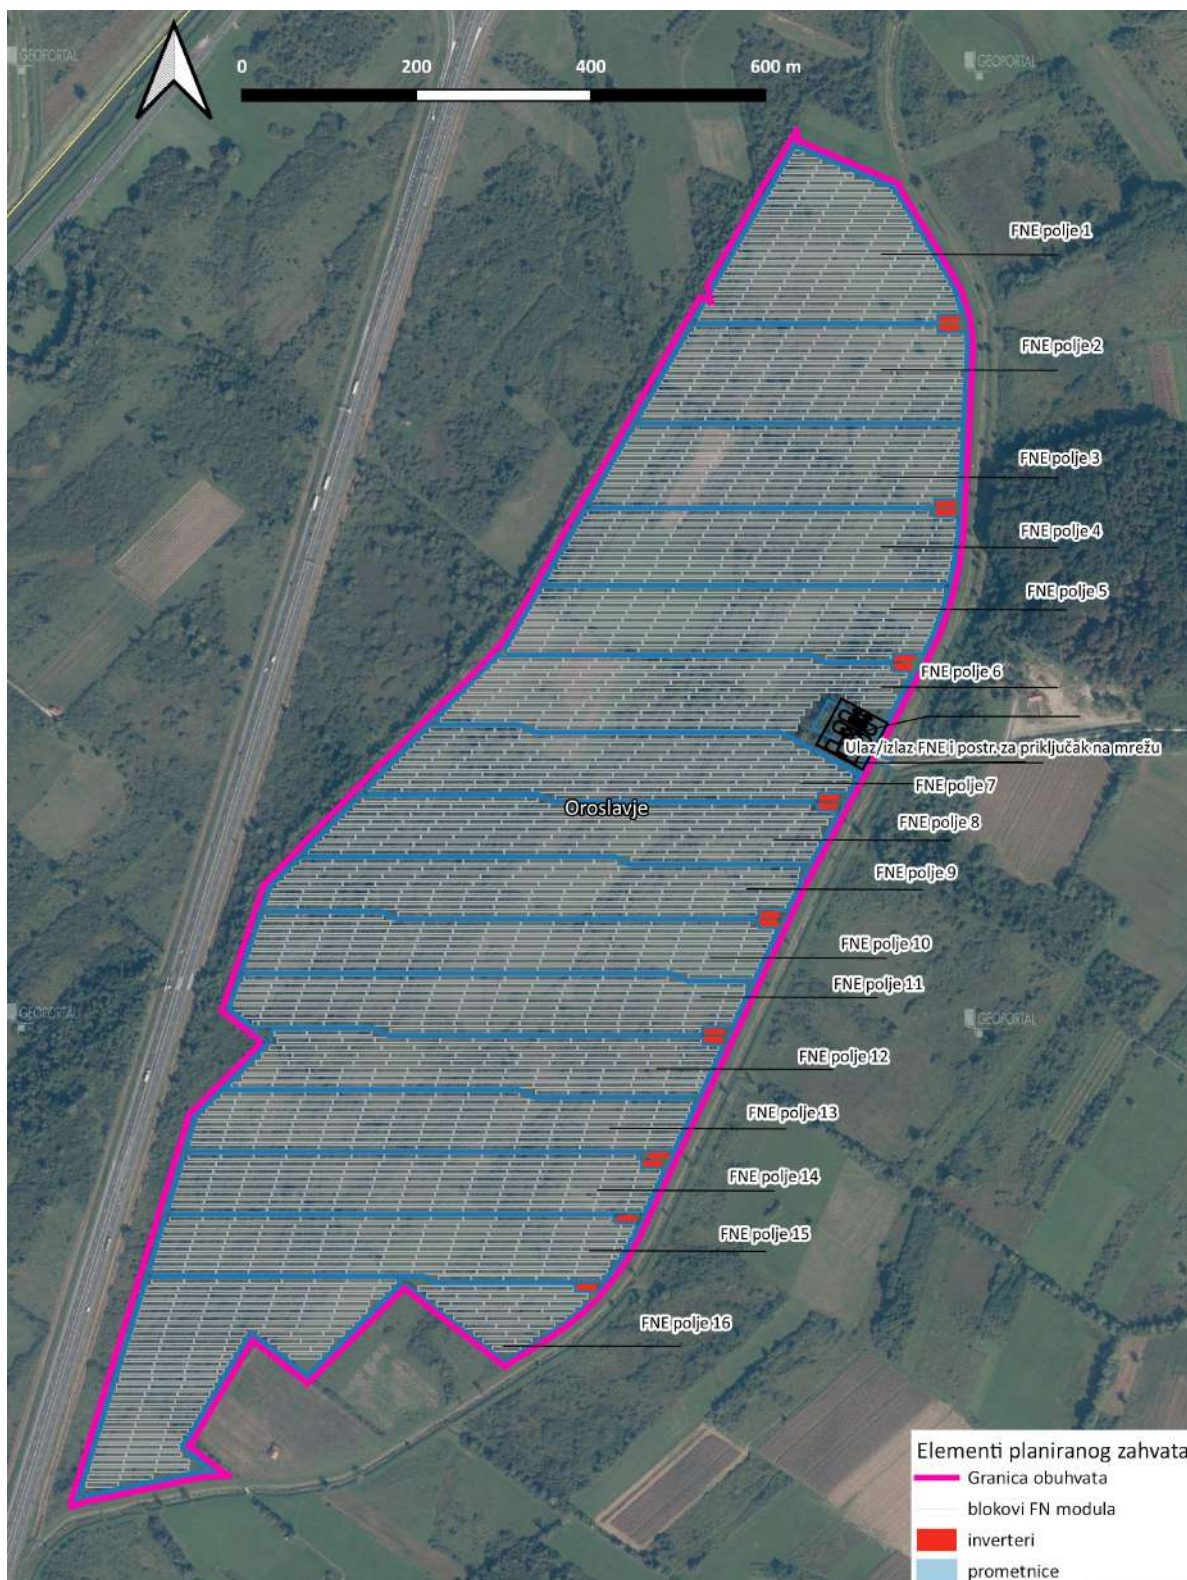 GEOPORTAL
0 200 400 600 m
GEOPORTAL
FNE polje 1
FNE polje 2
FNE polje 3
FNE polje 4
FNE polje 5
FNE polje 6
Ulaz/izlaz FNE i postr. za priključak na mrežu
FNE polje 7
Oroslavje
FNE polje 8
FNE polje 9
FNE polje 10
FNE polje 11
GEOPORTAL
GEOPORTAL
FNE polje 12
FNE polje 13
FNE polje 14
FNE polje 15
FNE polje 16
Elementi planiranog zahvata
Granica obuhvata
blokovi FN modula
inverteri
prometnice